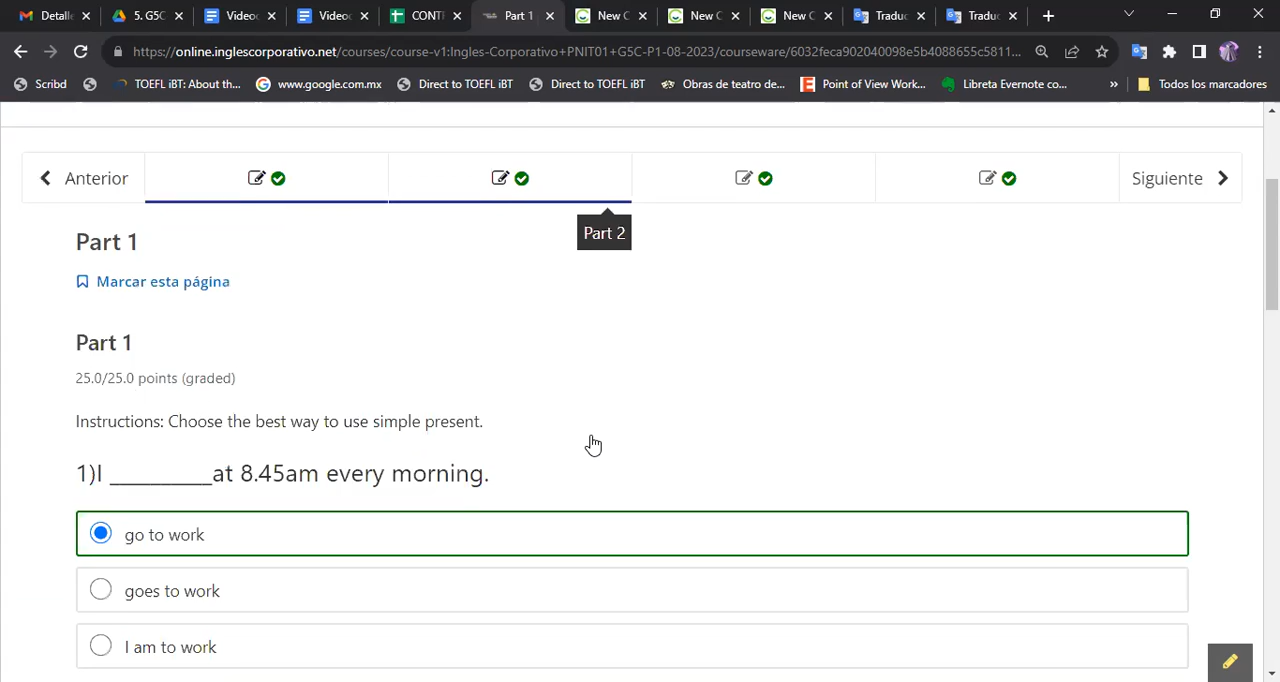 Detalle
5. G5C
Videoc
Videoc
CONTI
Part 1
New C
New C
New C
Traduc
Traduc
https://online.inglescorporativo.net/courses/course-v1:Ingles-Corporativo+PNIT01+G5C-P1-08-2023/courseware/6032feca902040098e5b4088655c5811...
Scribd
TOEFL iBT: About th...
www.google.com.mx
Direct to TOEFL iBT
Direct to TOEFL iBT
Obras de teatro de...
Point of View Work...
Libreta Evernote co...
»
Todos los marcadores
Anterior
Siguiente
Part 2
Part 1
Marcar esta página
Part 1
25.0/25.0 points (graded)
Instructions: Choose the best way to use simple present.
1)I _________at 8.45am every morning.
go to work
goes to work
I am to work